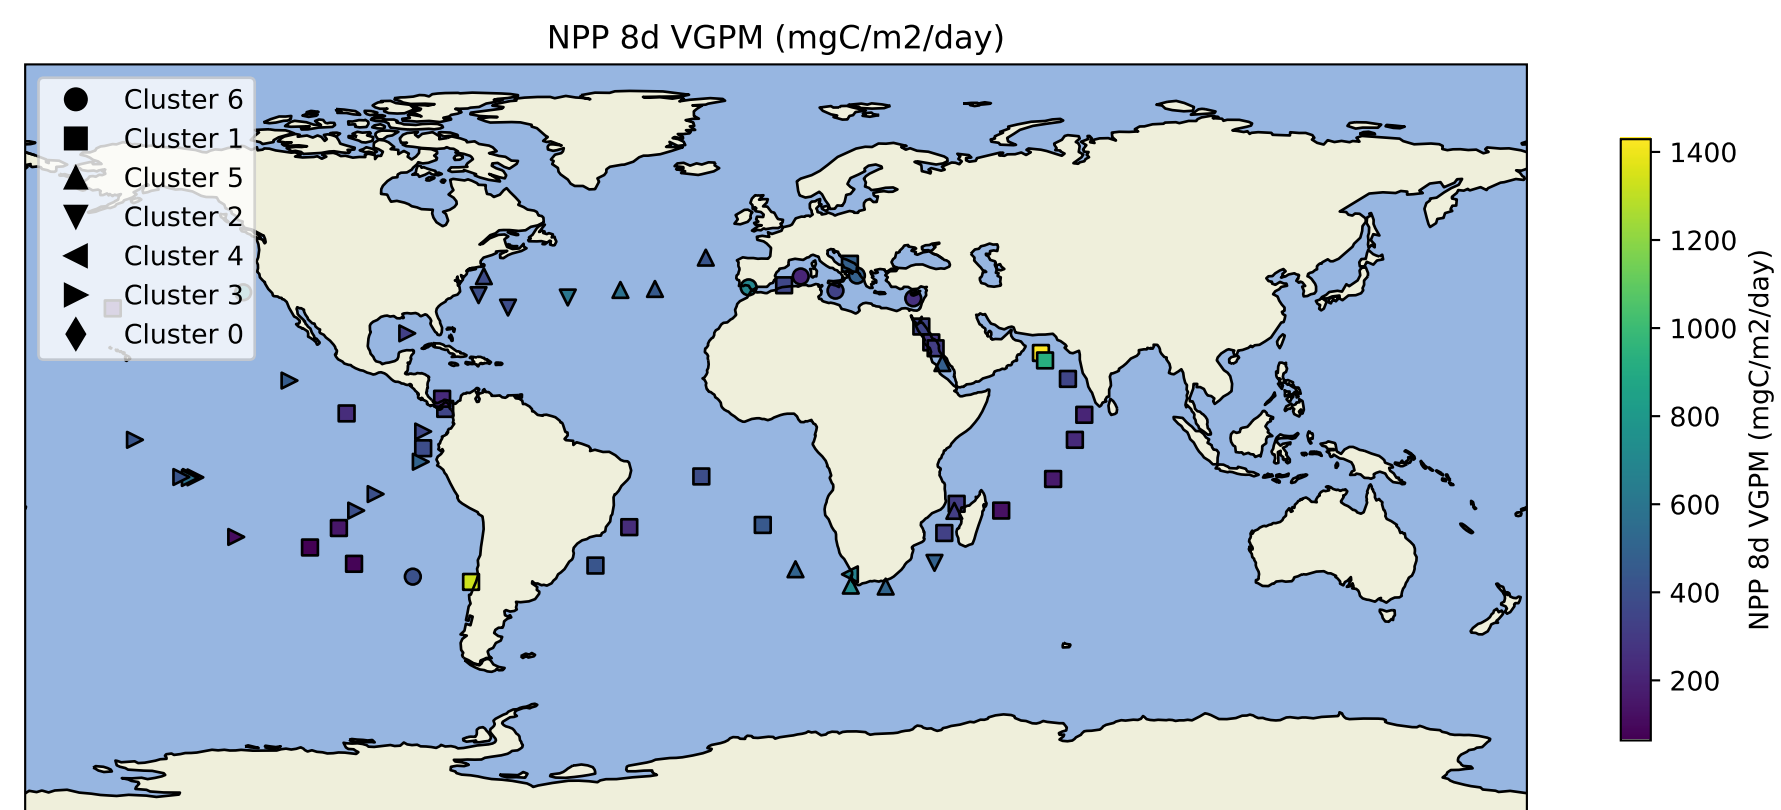 NPP 8d VGPM (mgC/m2/day)
Cluster 6
Cluster 1
Cluster 5
Cluster 2
Cluster 4
Cluster 3
Cluster 0
1400
1200
1000
800
600
400
200
NPP 8d VGPM (mgC/m2/day)